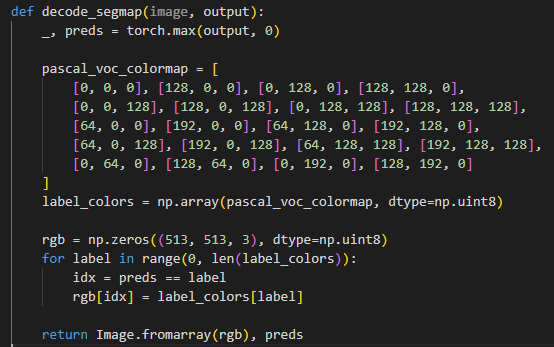 def decode_segmap(image, output):
    _, preds = torch.max(output, 0)

    pascal_voc_colormap = [
        [0, 0, 0], [128, 0, 0], [0, 128, 0], [128, 128, 0],
        [0, 0, 128], [128, 0, 128], [0, 128, 128], [128, 128, 128],
        [64, 0, 0], [192, 0, 0], [64, 128, 0], [192, 128, 0],
        [64, 0, 128], [192, 0, 128], [64, 128, 128], [192, 128, 128],
        [0, 64, 0], [128, 64, 0], [0, 192, 0], [128, 192, 0]
    ]
    label_colors = np.array(pascal_voc_colormap, dtype=np.uint8)

    rgb = np.zeros((513, 513, 3), dtype=np.uint8)
    for label in range(0, len(label_colors)):
        idx = preds == label
        rgb[idx] = label_colors[label]

    return Image.fromarray(rgb), preds